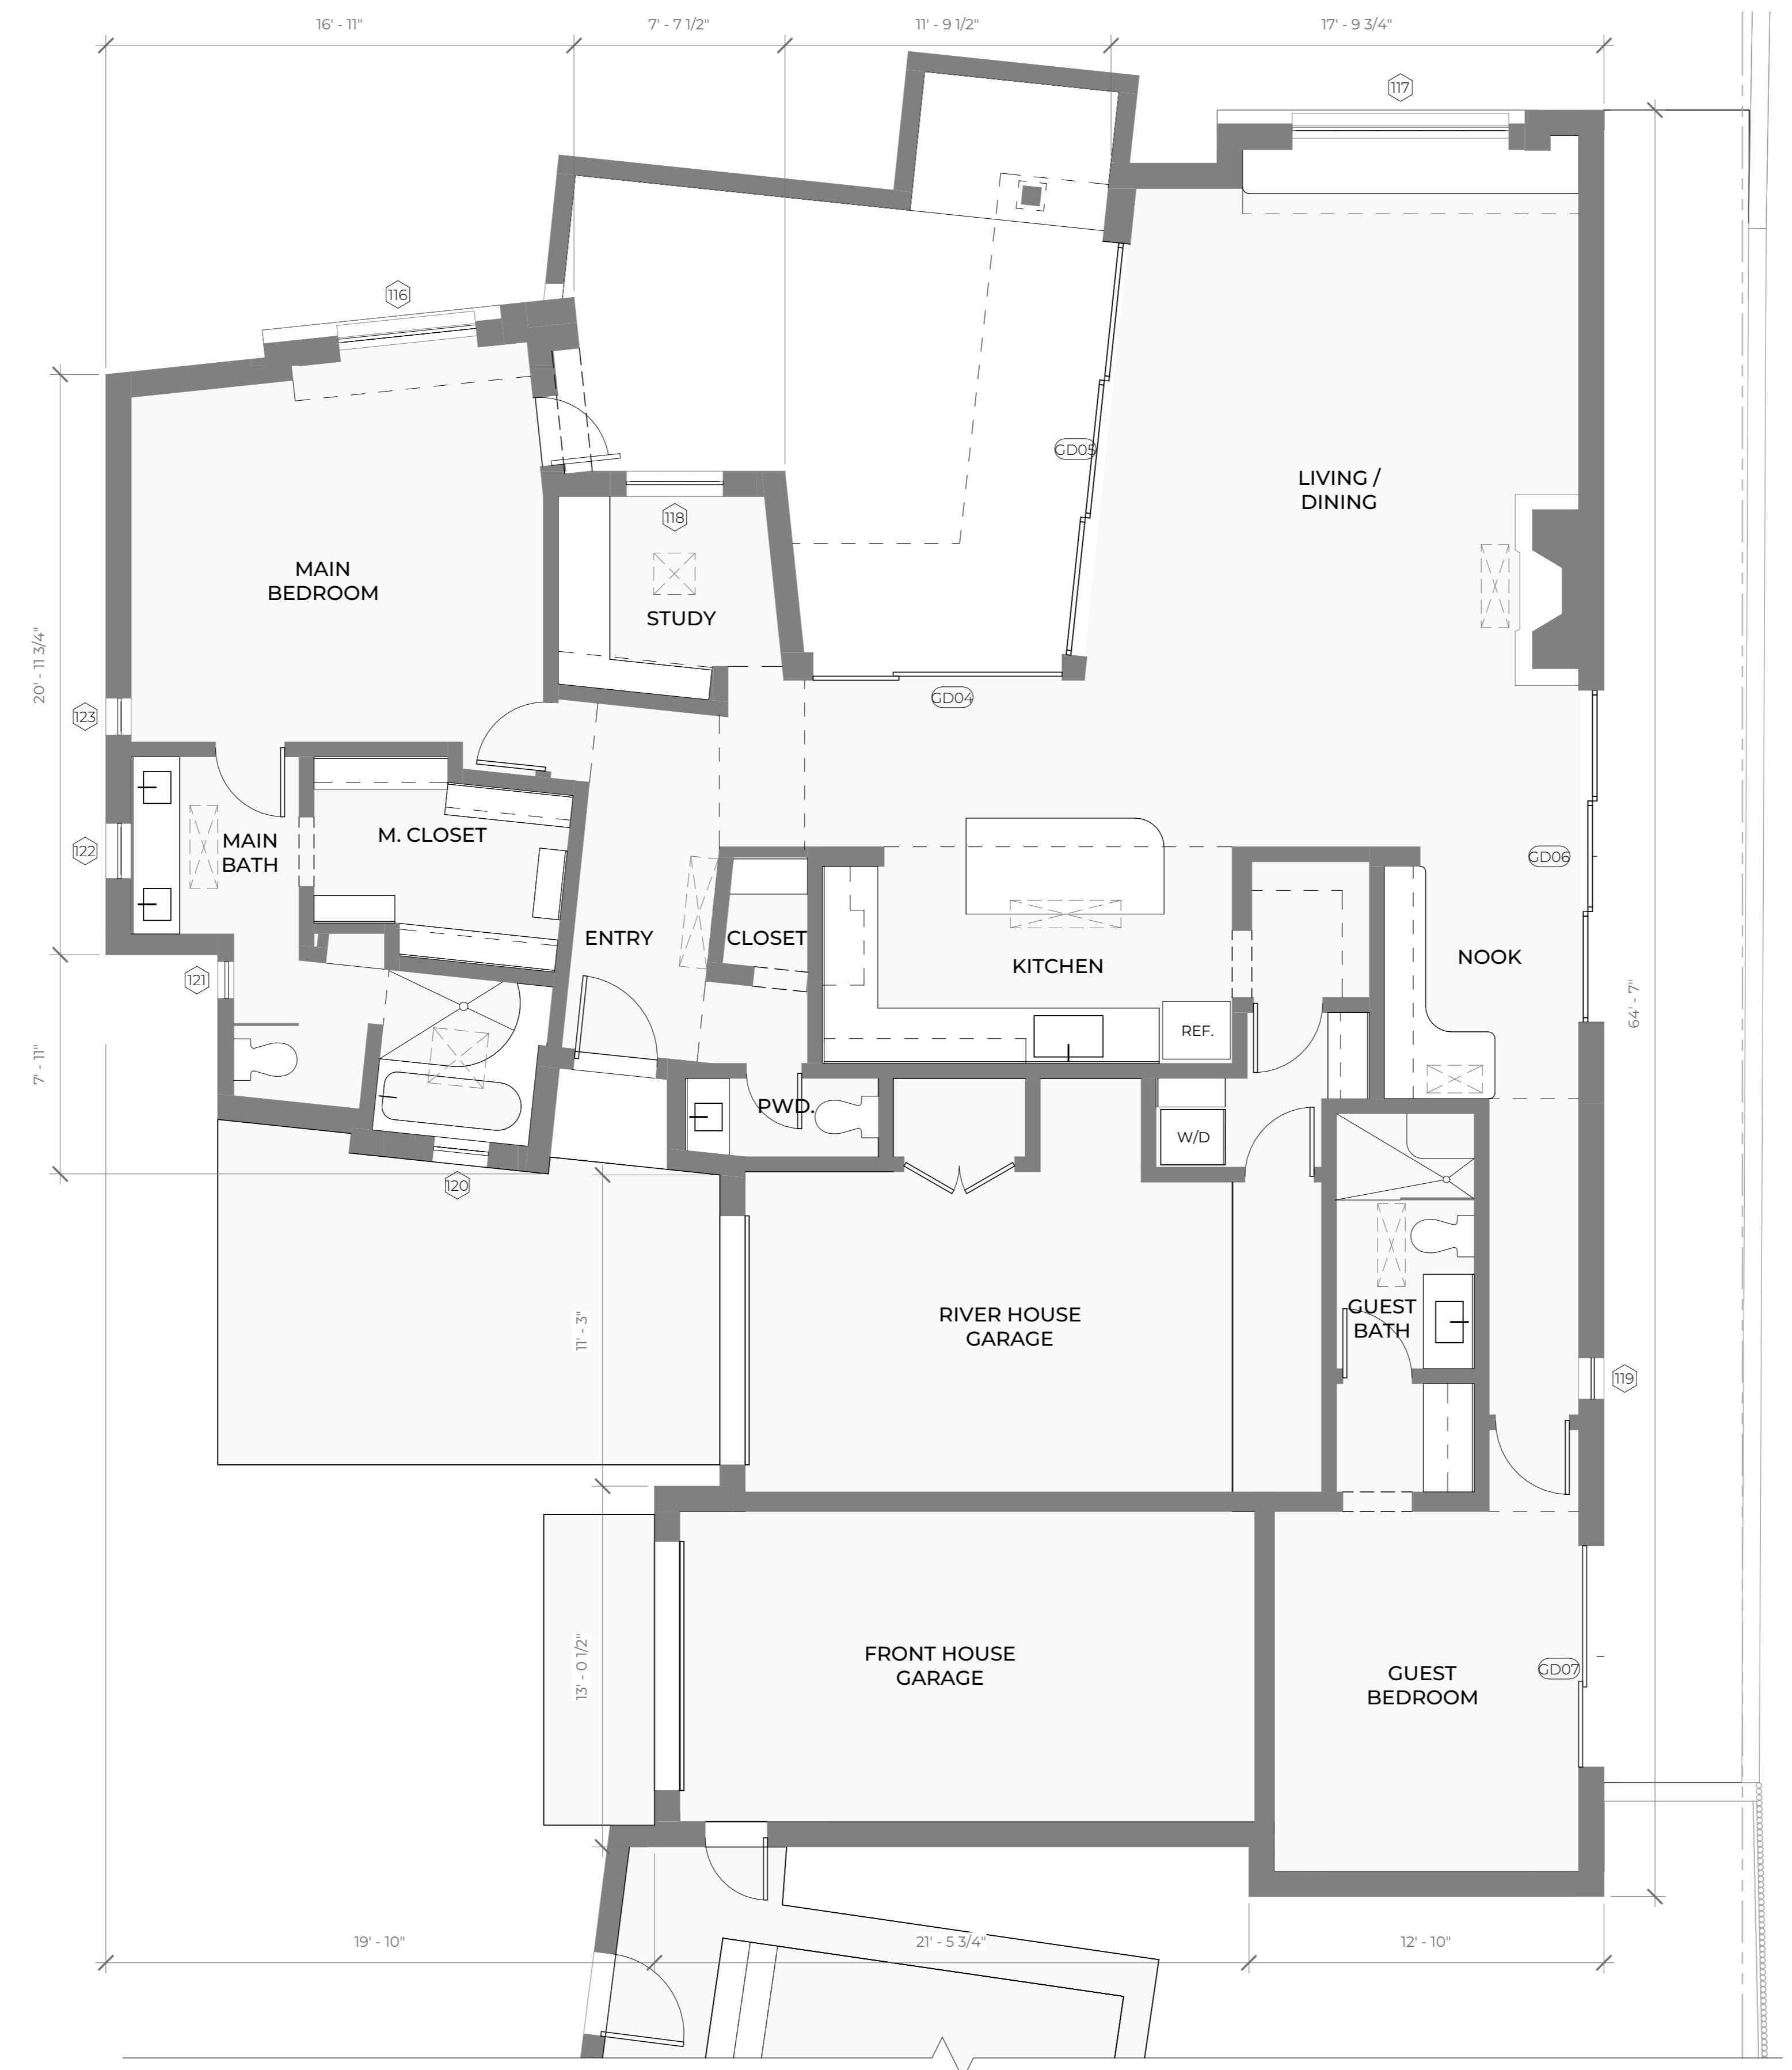 16' - 11"
7' - 7 1/2"
11' - 9 1/2"
17' - 9 3/4"
117
116
GD05
LIVING /
DINING
118
STUDY
MAIN
BEDROOM
20' - 11 3/4"
GD04
123
122
MAIN
BATH
M. CLOSET
ENTRY
CLOSET
KITCHEN
NOOK
GD06
121
REF.
64' - 7"
7' - 11"
PWD.
W/D
120
11' - 3"
RIVER HOUSE
GARAGE
GUEST
BATH
119
13' - 0 1/2"
FRONT HOUSE
GARAGE
GUEST
BEDROOM
GD07
19' - 10"
21' - 5 3/4"
12' - 10"